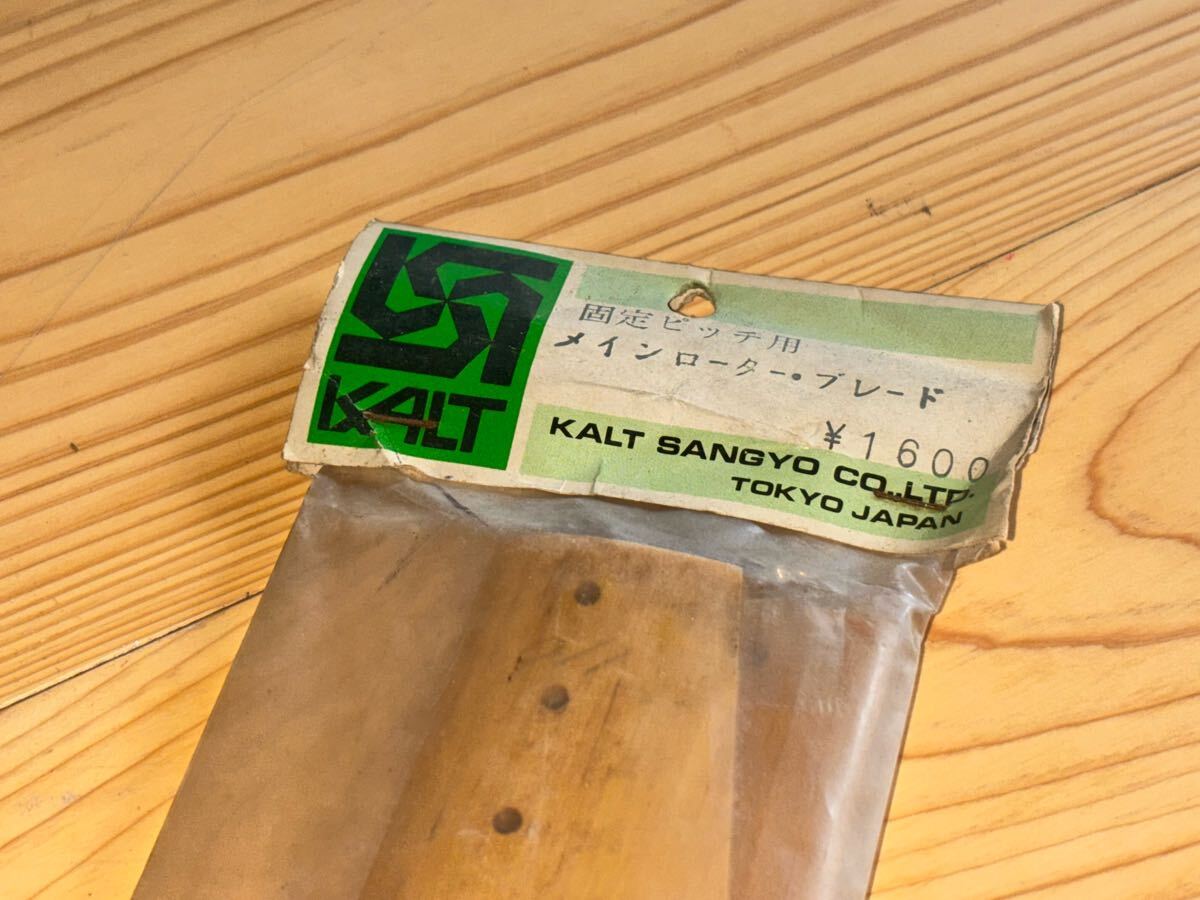 KALT
固定ピッチ用
メインローター・ブレード
¥1600
KALT SANGYO CO.,LTD.
TOKYO JAPAN